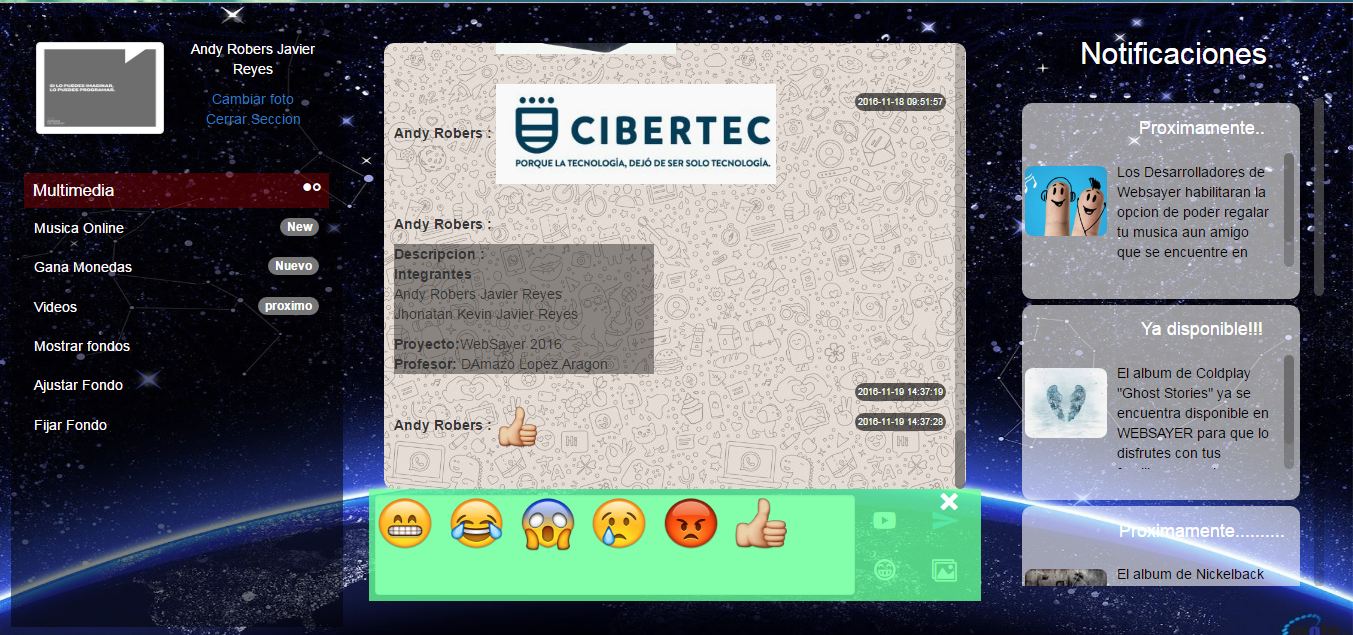 SI LO PUEDES IMAGINAR,
LO PUEDES PROGRAMAR.
Andy Robers Javier
Reyes
Cambiar foto
Cerrar Seccion
Multimedia
Musica Online New
Gana Monedas Nuevo
Videos proximo
Mostrar fondos
Ajustar Fondo
Fijar Fondo
2016-11-18 09:51:57
Andy Robers :
CIBERTEC
PORQUE LA TECNOLOGÍA, DEJÓ DE SER SOLO TECNOLOGÍA.
Andy Robers :
Descripcion :
Integrantes
Andy Robers Javier Reyes
Jhonatan Kevin Javier Reyes
Proyecto:WebSayer 2016
Profesor: DAmazo Lopez Aragon
2016-11-19 14:37:19
Andy Robers :
2016-11-19 14:37:28
Hi
Hi
Notificaciones
Proximamente..
Los Desarrolladores de
Websayer habilitaran la
opcion de poder regalar
tu musica aun amigo
que se encuentre en
Ya disponible!!!
El album de Coldplay
"Ghost Stories" ya se
encuentra disponible en
WEBSAYER para que lo
disfrutes con tus
Proximamente..........
El album de Nickelback